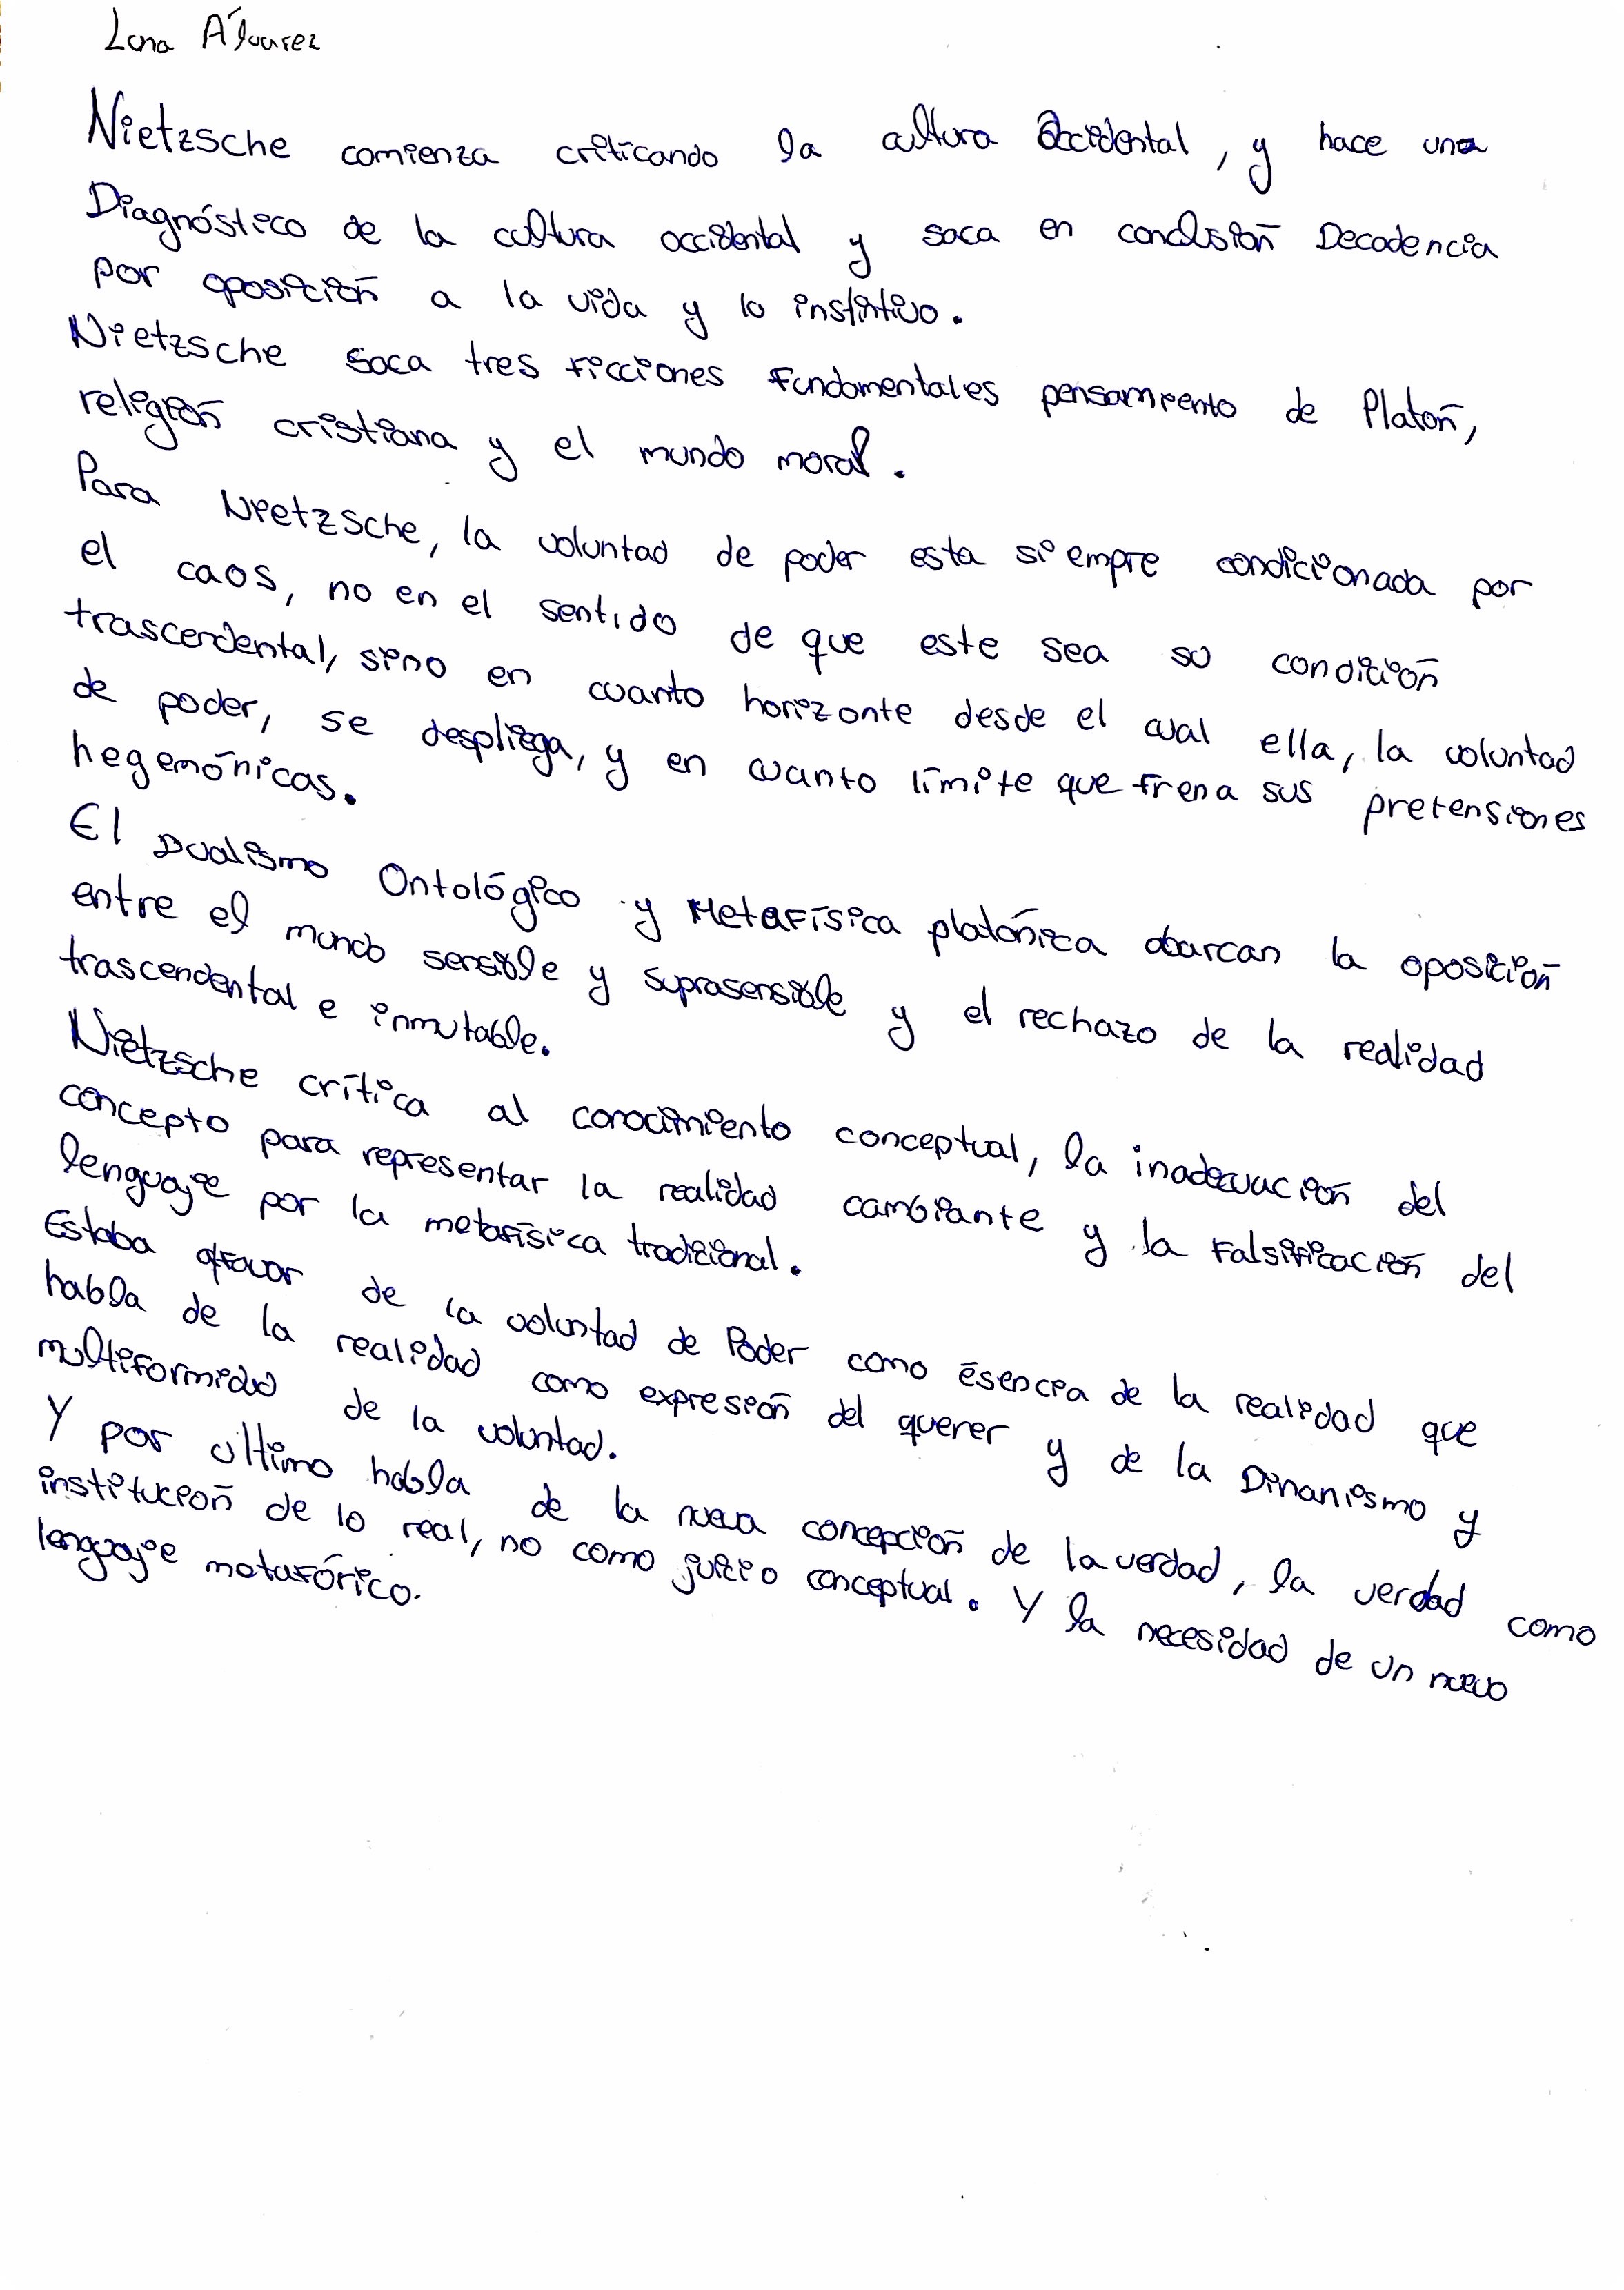 Lana Álvarez
Nietzsche comienza criticando la cultura Occidental, y hace una
Diagnóstico de la cultura occidental y saca en conclusión Decadencia
por oposición a la vida y lo instintivo.
Nietzsche saca tres ficciones fundamentales pensamiento de Platón,
religión cristiana y el mundo moral.
Para Nietzsche, la voluntad de poder esta siempre condicionada por
el caos, no en el sentido de que este sea su condición
trascendental, sino en cuanto horizonte desde el cual ella, la voluntad
de poder, se despliega, y en cuanto límite que frena sus pretensiones
hegemónicas.
El Dualismo Ontológico y Metafísica platónica abarcan la oposición
entre el mundo sensible y suprasensible y el rechazo de la realidad
trascendental e inmutable.
Nietzsche crítica al conocimiento conceptual, la inadecuación del
concepto para representar la realidad cambiante y la falsificación del
lenguaje por la metafísica tradicional.
Estaba afavor de la voluntad de Poder como ésencia de la realidad que
habla de la realidad como expresión del querer y de la Dinanismo y
multiformidad de la voluntad.
Y por ultimo habla de la nueva concepción de la verdad, la verdad como
institución de lo real, no como juicio conceptual. Y la necesidad de un nuevo
lenguaje metafórico.